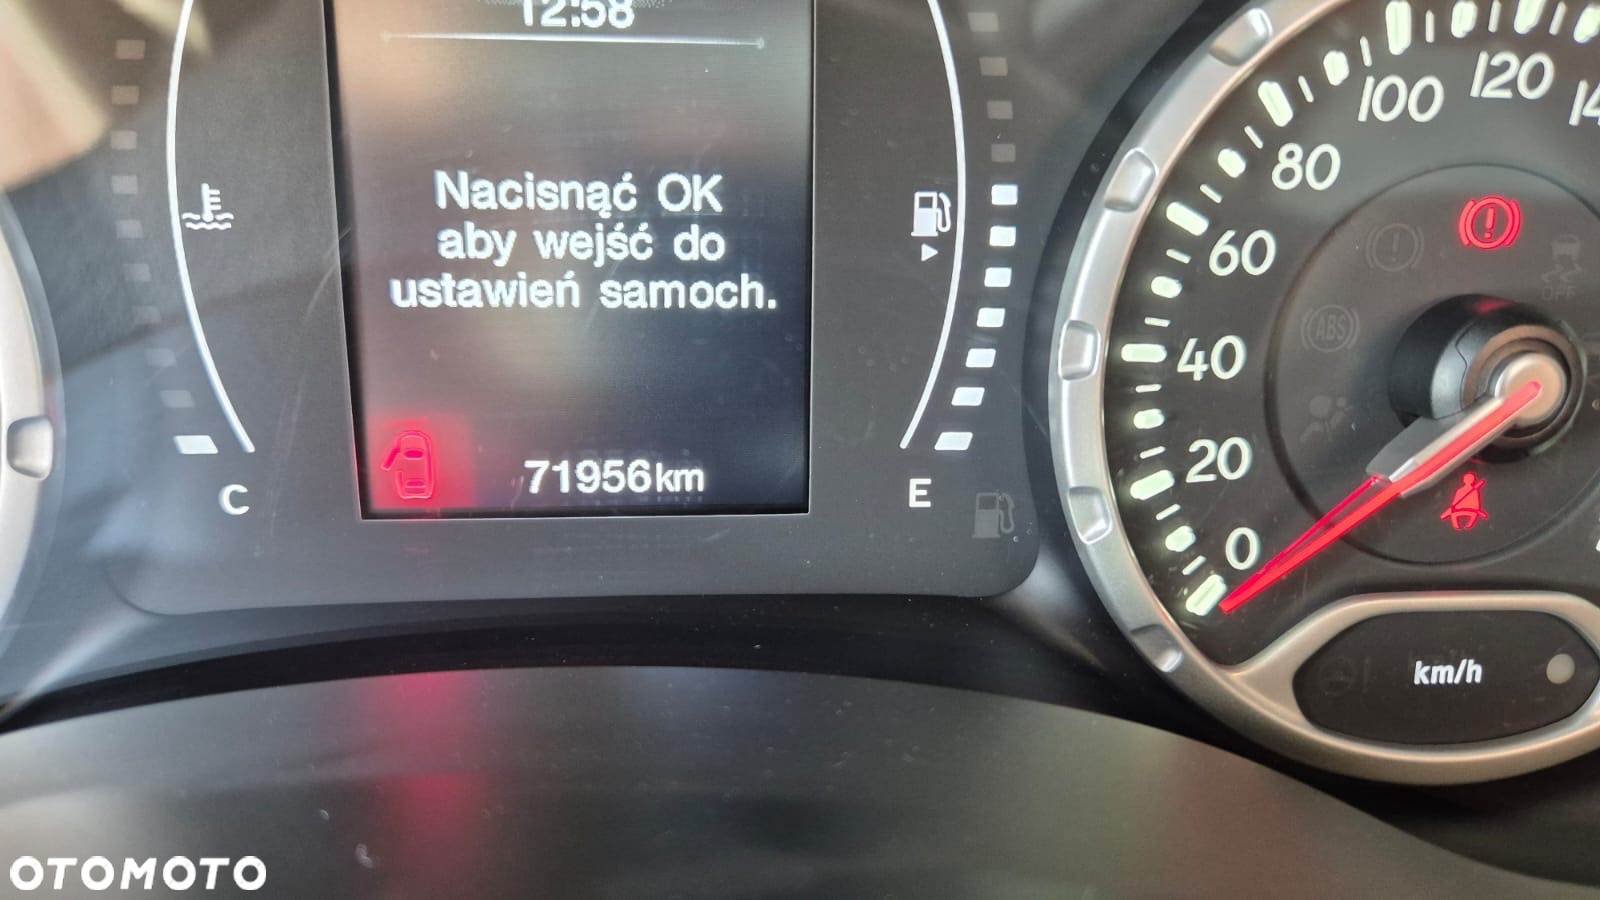 12:58
Nacisnąć OK
aby wejść do
ustawień samoch.
71956km
C
E
100
120
80
60
40
20
0
ABS
OFF
km/h
OTOMOTO